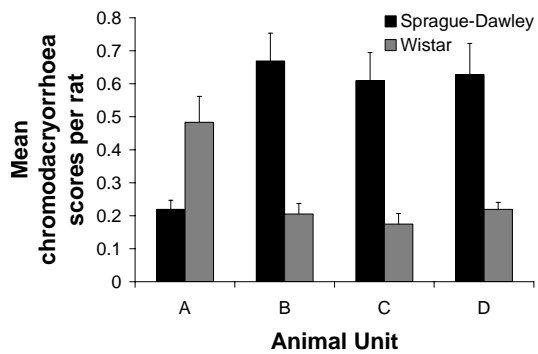 Sprague-Dawley
Wistar
Mean
chromodacryorrhoea
scores per rat
0.8
0.7
0.6
0.5
0.4
0.3
0.2
0.1
0
A B C D
Animal Unit